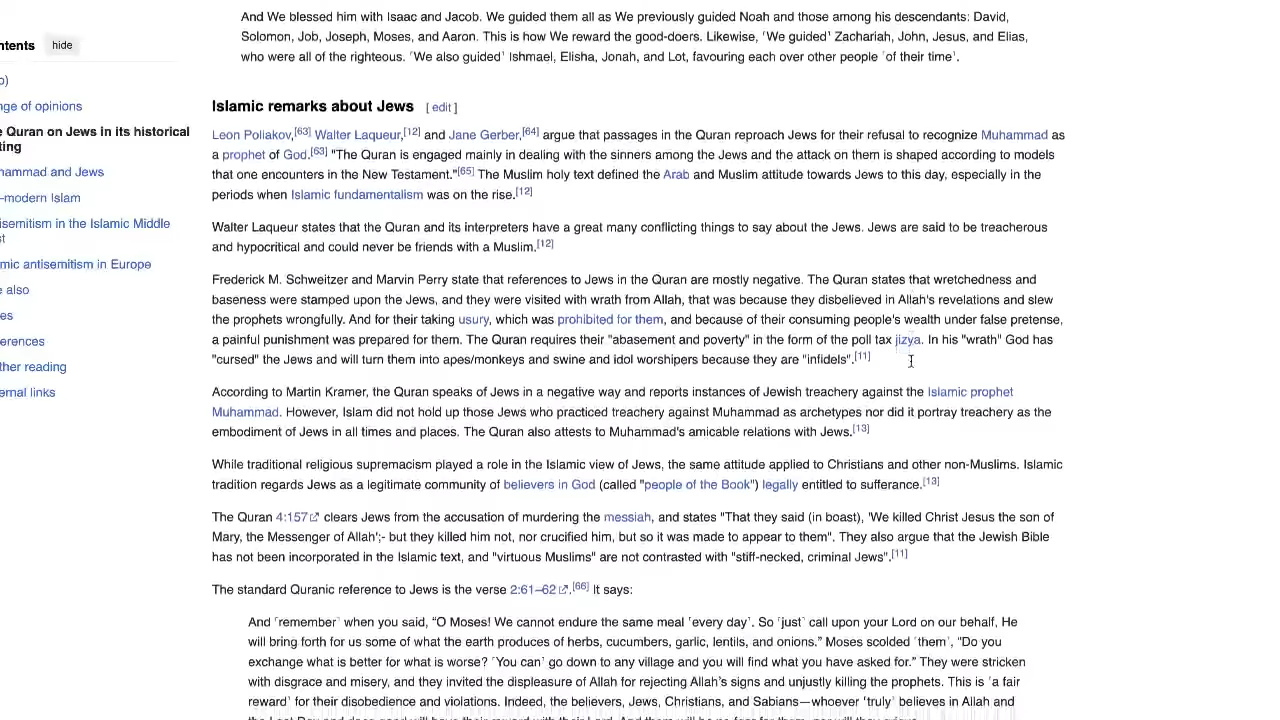 And We blessed him with Isaac and Jacob. We guided them all as We previously guided Noah and those among his descendants: David,
Solomon, Job, Joseph, Moses, and Aaron. This is how We reward the good-doers. Likewise, ˹We guided˺ Zachariah, John, Jesus, and Elias,
who were all of the righteous. ˹We also guided˺ Ishmael, Elisha, Jonah, and Lot, favouring each over other people ˹of their time˺.
ntents hide
o)
nge of opinions
e Quran on Jews in its historical
ting
hammad and Jews
-modern Islam
isemitism in the Islamic Middle
st
mic antisemitism in Europe
e also
es
erences
ther reading
ernal links
Islamic remarks about Jews [ edit ]
Leon Poliakov,[63] Walter Laqueur,[12] and Jane Gerber,[64] argue that passages in the Quran reproach Jews for their refusal to recognize Muhammad as
a prophet of God.[63] "The Quran is engaged mainly in dealing with the sinners among the Jews and the attack on them is shaped according to models
that one encounters in the New Testament."[65] The Muslim holy text defined the Arab and Muslim attitude towards Jews to this day, especially in the
periods when Islamic fundamentalism was on the rise.[12]
Walter Laqueur states that the Quran and its interpreters have a great many conflicting things to say about the Jews. Jews are said to be treacherous
and hypocritical and could never be friends with a Muslim.[12]
Frederick M. Schweitzer and Marvin Perry state that references to Jews in the Quran are mostly negative. The Quran states that wretchedness and
baseness were stamped upon the Jews, and they were visited with wrath from Allah, that was because they disbelieved in Allah's revelations and slew
the prophets wrongfully. And for their taking usury, which was prohibited for them, and because of their consuming people's wealth under false pretense,
a painful punishment was prepared for them. The Quran requires their "abasement and poverty" in the form of the poll tax jizya. In his "wrath" God has
"cursed" the Jews and will turn them into apes/monkeys and swine and idol worshipers because they are "infidels".[11]
According to Martin Kramer, the Quran speaks of Jews in a negative way and reports instances of Jewish treachery against the Islamic prophet
Muhammad. However, Islam did not hold up those Jews who practiced treachery against Muhammad as archetypes nor did it portray treachery as the
embodiment of Jews in all times and places. The Quran also attests to Muhammad's amicable relations with Jews.[13]
While traditional religious supremacism played a role in the Islamic view of Jews, the same attitude applied to Christians and other non-Muslims. Islamic
tradition regards Jews as a legitimate community of believers in God (called "people of the Book") legally entitled to sufferance.[13]
The Quran 4:157 clears Jews from the accusation of murdering the messiah, and states "That they said (in boast), 'We killed Christ Jesus the son of
Mary, the Messenger of Allah';- but they killed him not, nor crucified him, but so it was made to appear to them". They also argue that the Jewish Bible
has not been incorporated in the Islamic text, and "virtuous Muslims" are not contrasted with "stiff-necked, criminal Jews".[11]
The standard Quranic reference to Jews is the verse 2:61–62.[66] It says:
And ˹remember˺ when you said, "O Moses! We cannot endure the same meal ˹every day˺. So ˹just˺ call upon your Lord on our behalf, He
will bring forth for us some of what the earth produces of herbs, cucumbers, garlic, lentils, and onions." Moses scolded ˹them˺, "Do you
exchange what is better for what is worse? ˹You can˺ go down to any village and you will find what you have asked for." They were stricken
with disgrace and misery, and they invited the displeasure of Allah for rejecting Allah's signs and unjustly killing the prophets. This is ˹a fair
reward˺ for their disobedience and violations. Indeed, the believers, Jews, Christians, and Sabians—whoever ˹truly˺ believes in Allah and